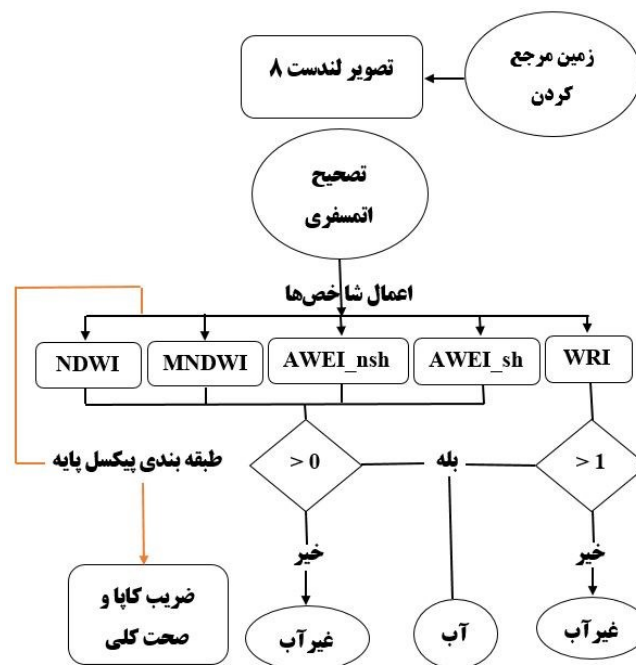 زمین مرجع
کردن
تصویر لندست ۸
تصحیح
اتمسفری
اعمال شاخص‌ها
NDWI
MNDWI
AWEI_nsh
AWEI_sh
WRI
طبقه بندی پیکسل پایه
> 0
بله
> 1
خیر
خیر
ضریب کاپا و
صحت کلی
غیرآب
آب
غیرآب